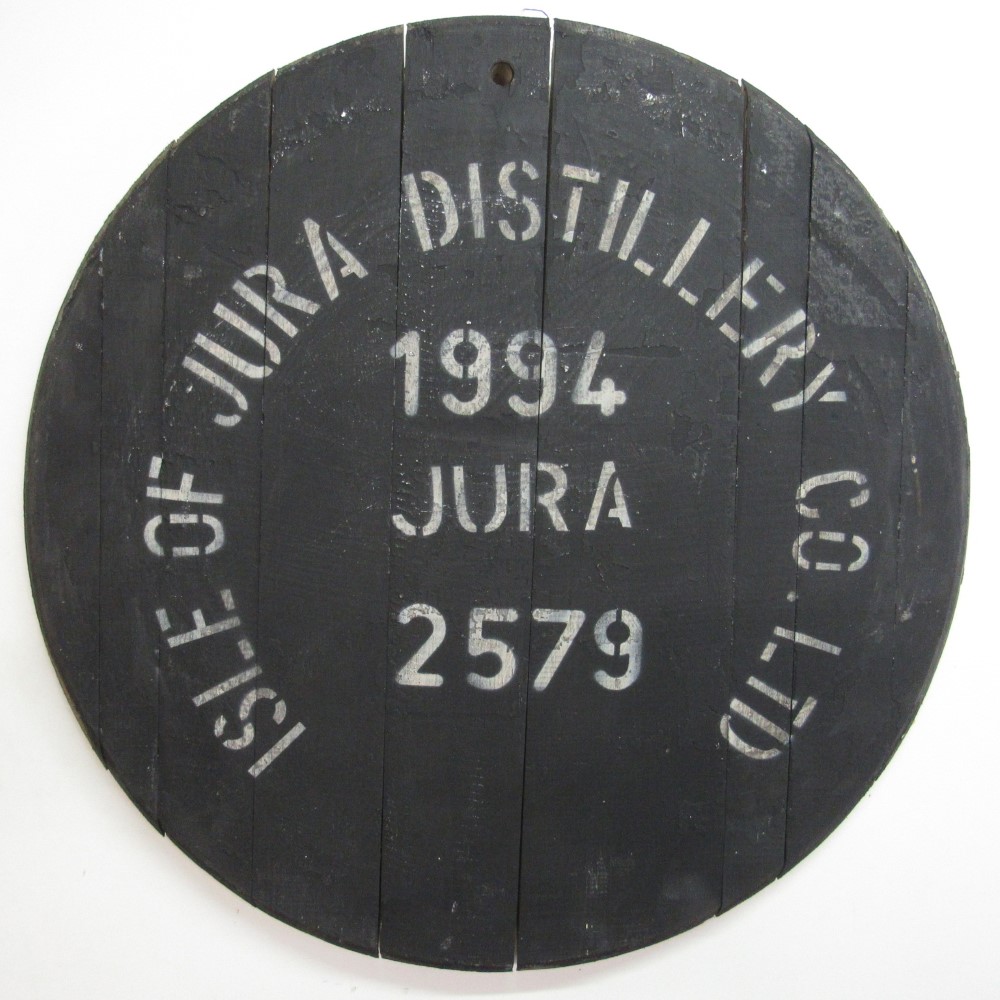 ISLE OF JURA DISTILLERY CO. LTD
1994
JURA
2579